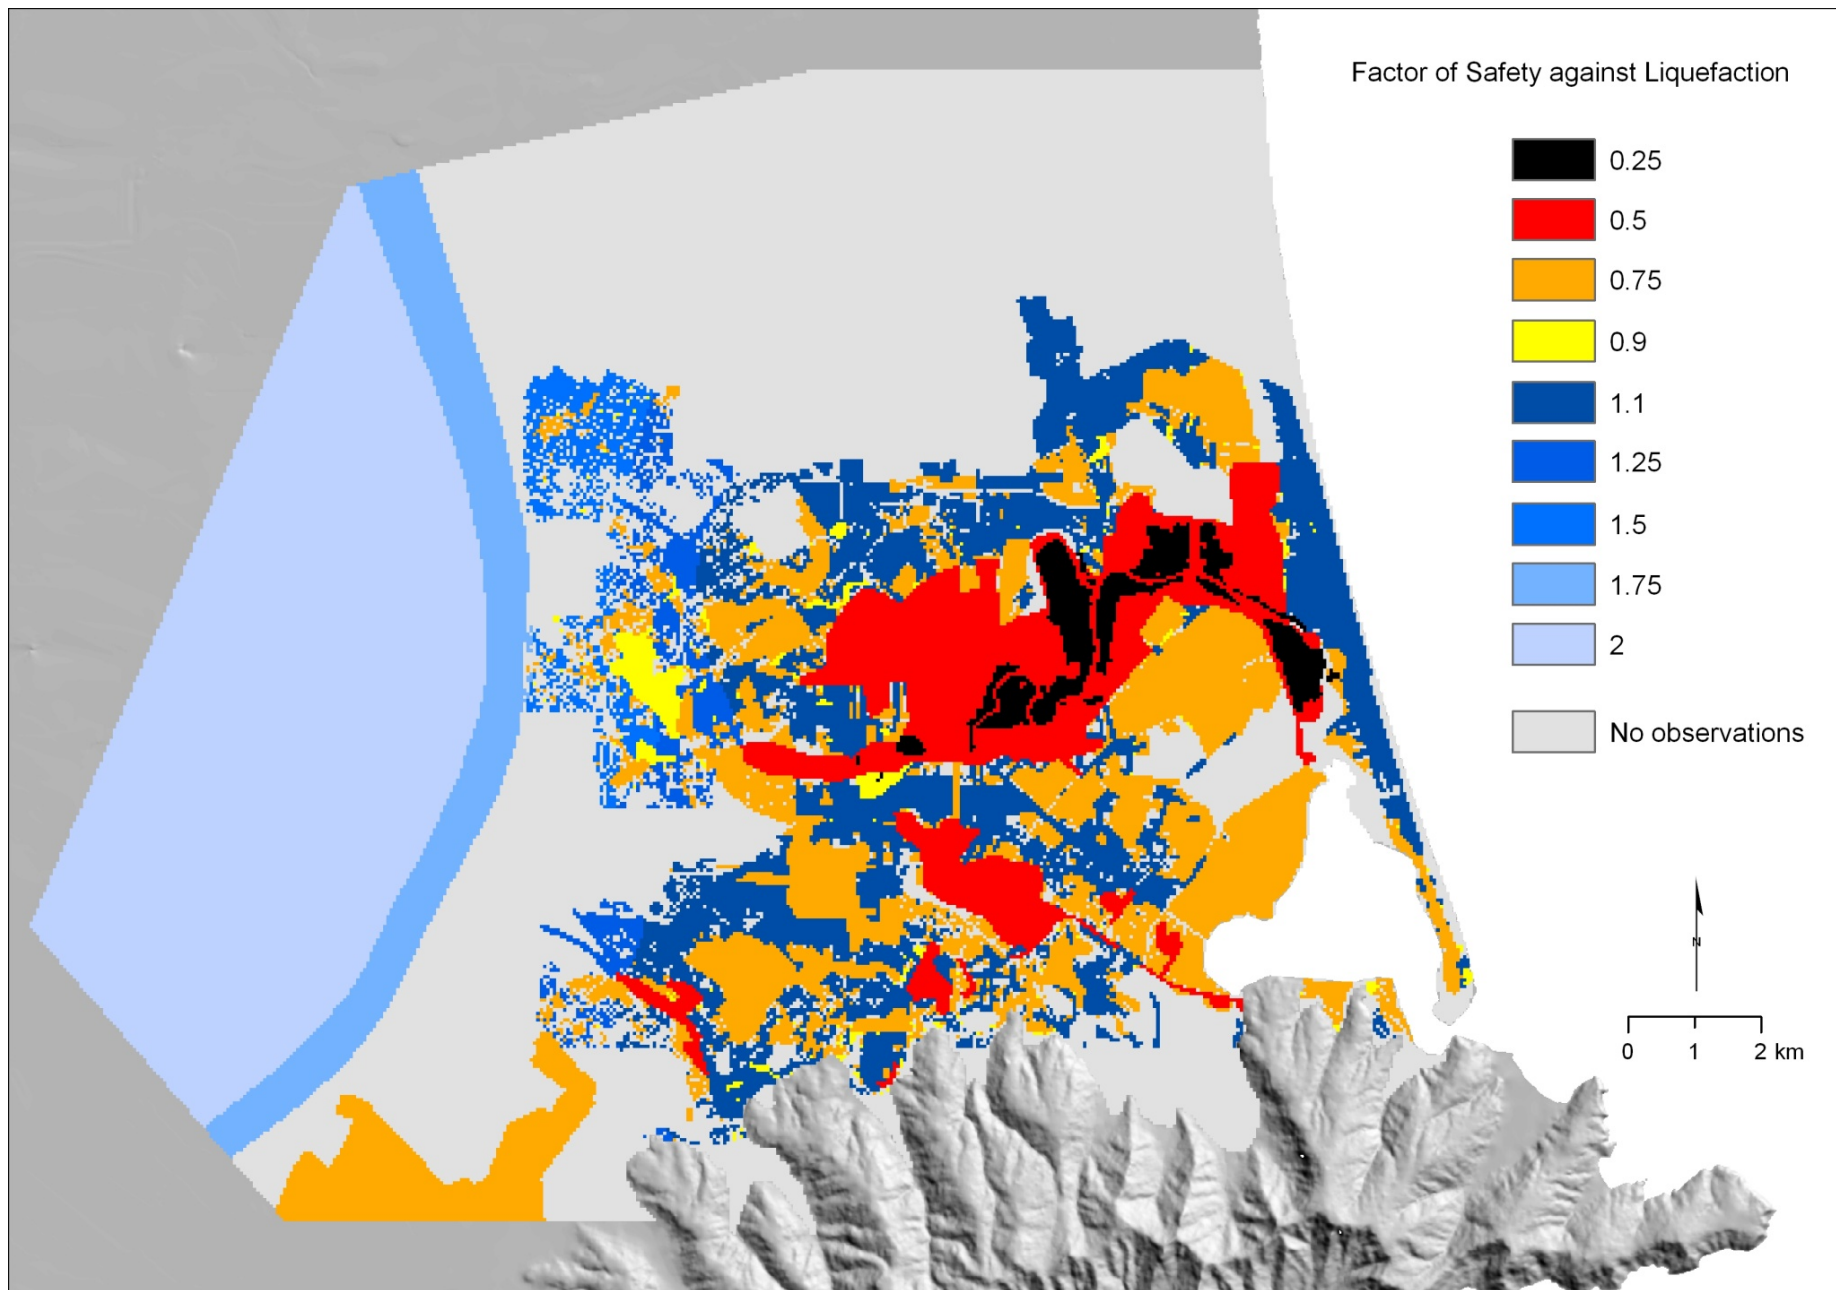 Factor of Safety against Liquefaction
0.25
0.5
0.75
0.9
1.1
1.25
1.5
1.75
2
No observations
N
0 1 2 km